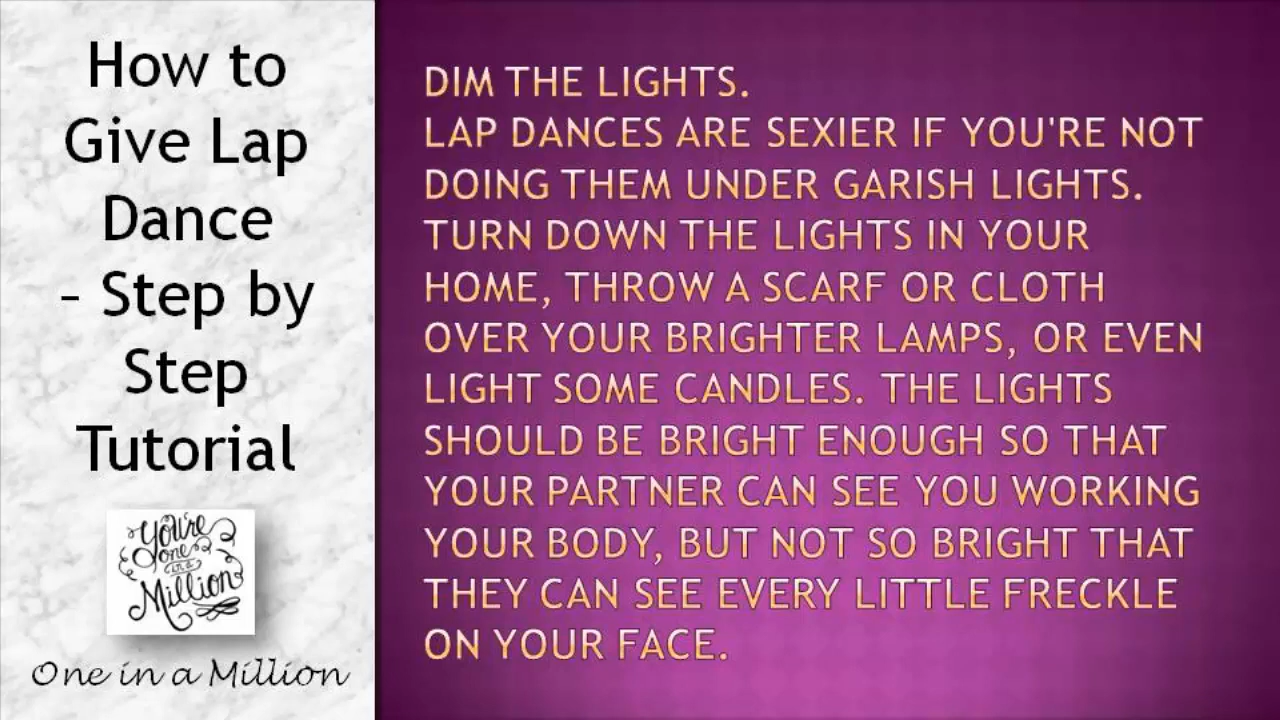 How to
Give Lap
Dance
– Step by
Step
Tutorial
You're
one
in a
Million
One in a Million
DIM THE LIGHTS.
LAP DANCES ARE SEXIER IF YOU'RE NOT
DOING THEM UNDER GARISH LIGHTS.
TURN DOWN THE LIGHTS IN YOUR
HOME, THROW A SCARF OR CLOTH
OVER YOUR BRIGHTER LAMPS, OR EVEN
LIGHT SOME CANDLES. THE LIGHTS
SHOULD BE BRIGHT ENOUGH SO THAT
YOUR PARTNER CAN SEE YOU WORKING
YOUR BODY, BUT NOT SO BRIGHT THAT
THEY CAN SEE EVERY LITTLE FRECKLE
ON YOUR FACE.